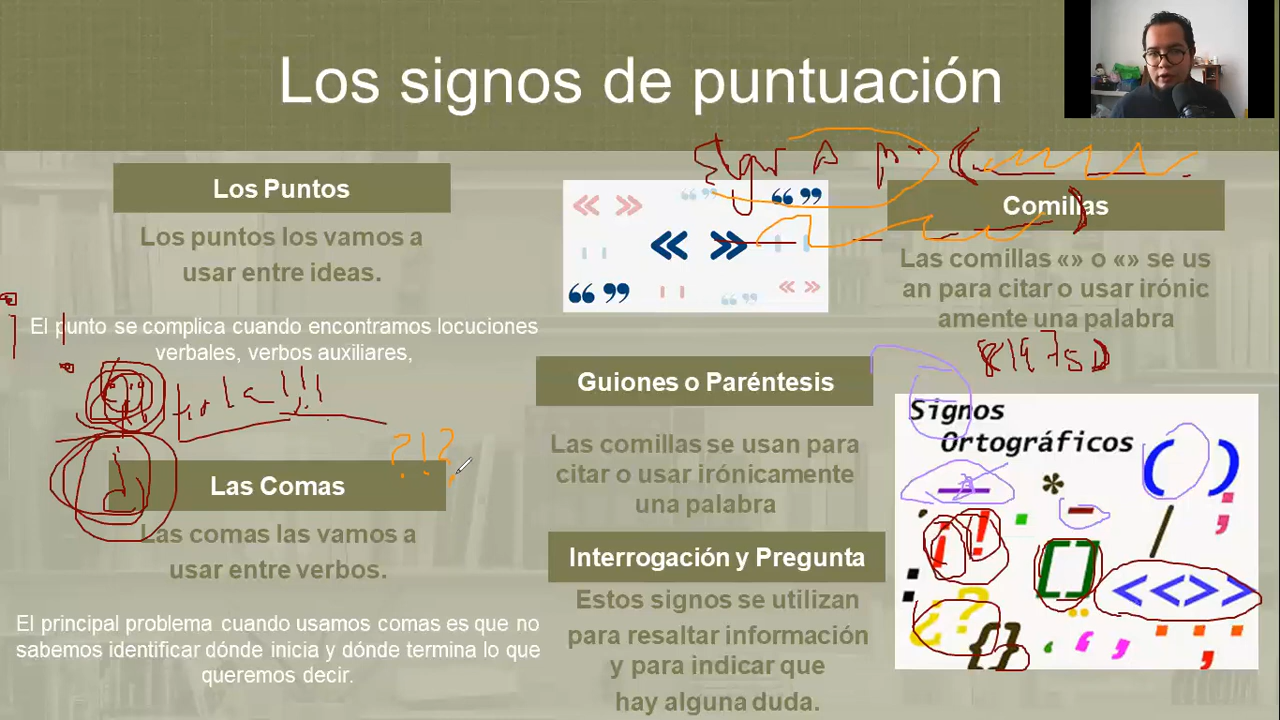 Los signos de puntuación
Los Puntos
Los puntos los vamos a
usar entre ideas.
El punto se complica cuando encontramos locuciones
verbales, verbos auxiliares,
Hola!!!
?!?
Las Comas
Las comas las vamos a
usar entre verbos.
El principal problema cuando usamos comas es que no
sabemos identificar dónde inicia y dónde termina lo que
queremos decir.
« »
“ ”
Guiones o Paréntesis
Las comillas se usan para
citar o usar irónicamente
una palabra
Interrogación y Pregunta
Estos signos se utilizan
para resaltar información
y para indicar que
hay alguna duda.
Comillas
Las comillas «» o «» se us
an para citar o usar irónic
amente una palabra
Signos
Ortográficos
— * ( )
¡ ! . - / ;
: [ ] <<>>
¿? {}